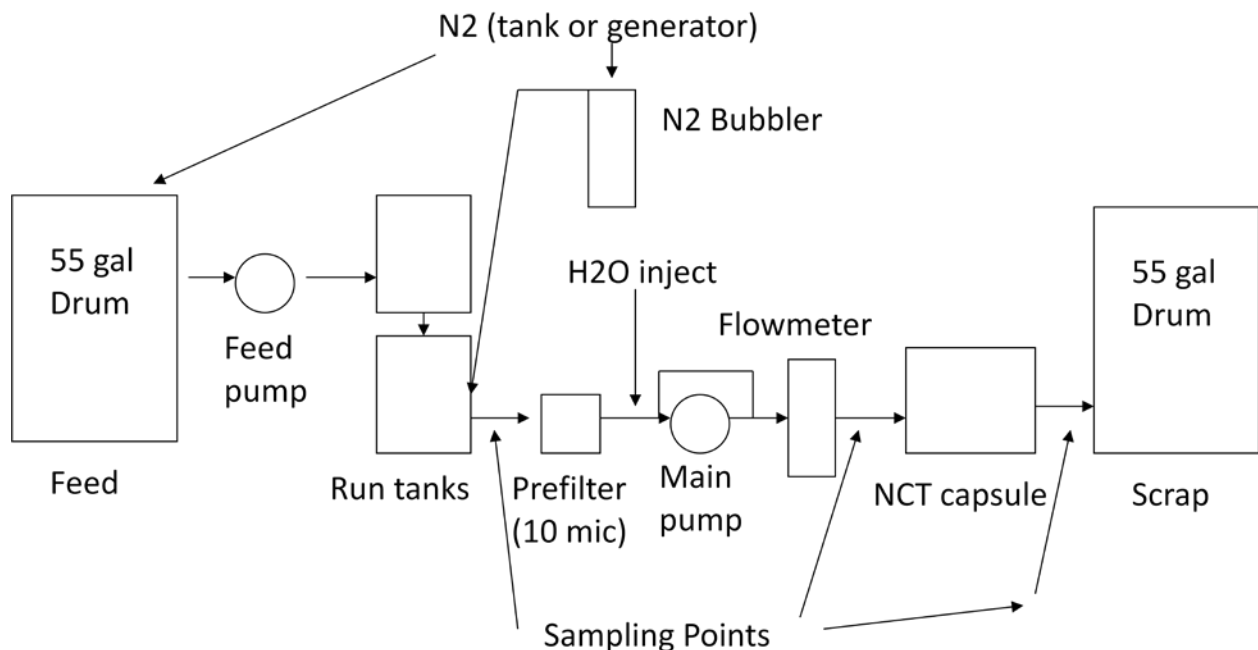 N2 (tank or generator)
N2 Bubbler
55 gal
Drum
Feed
Feed
pump
Run tanks
H2O inject
Prefilter
(10 mic)
Main
pump
Flowmeter
NCT capsule
55 gal
Drum
Scrap
Sampling Points